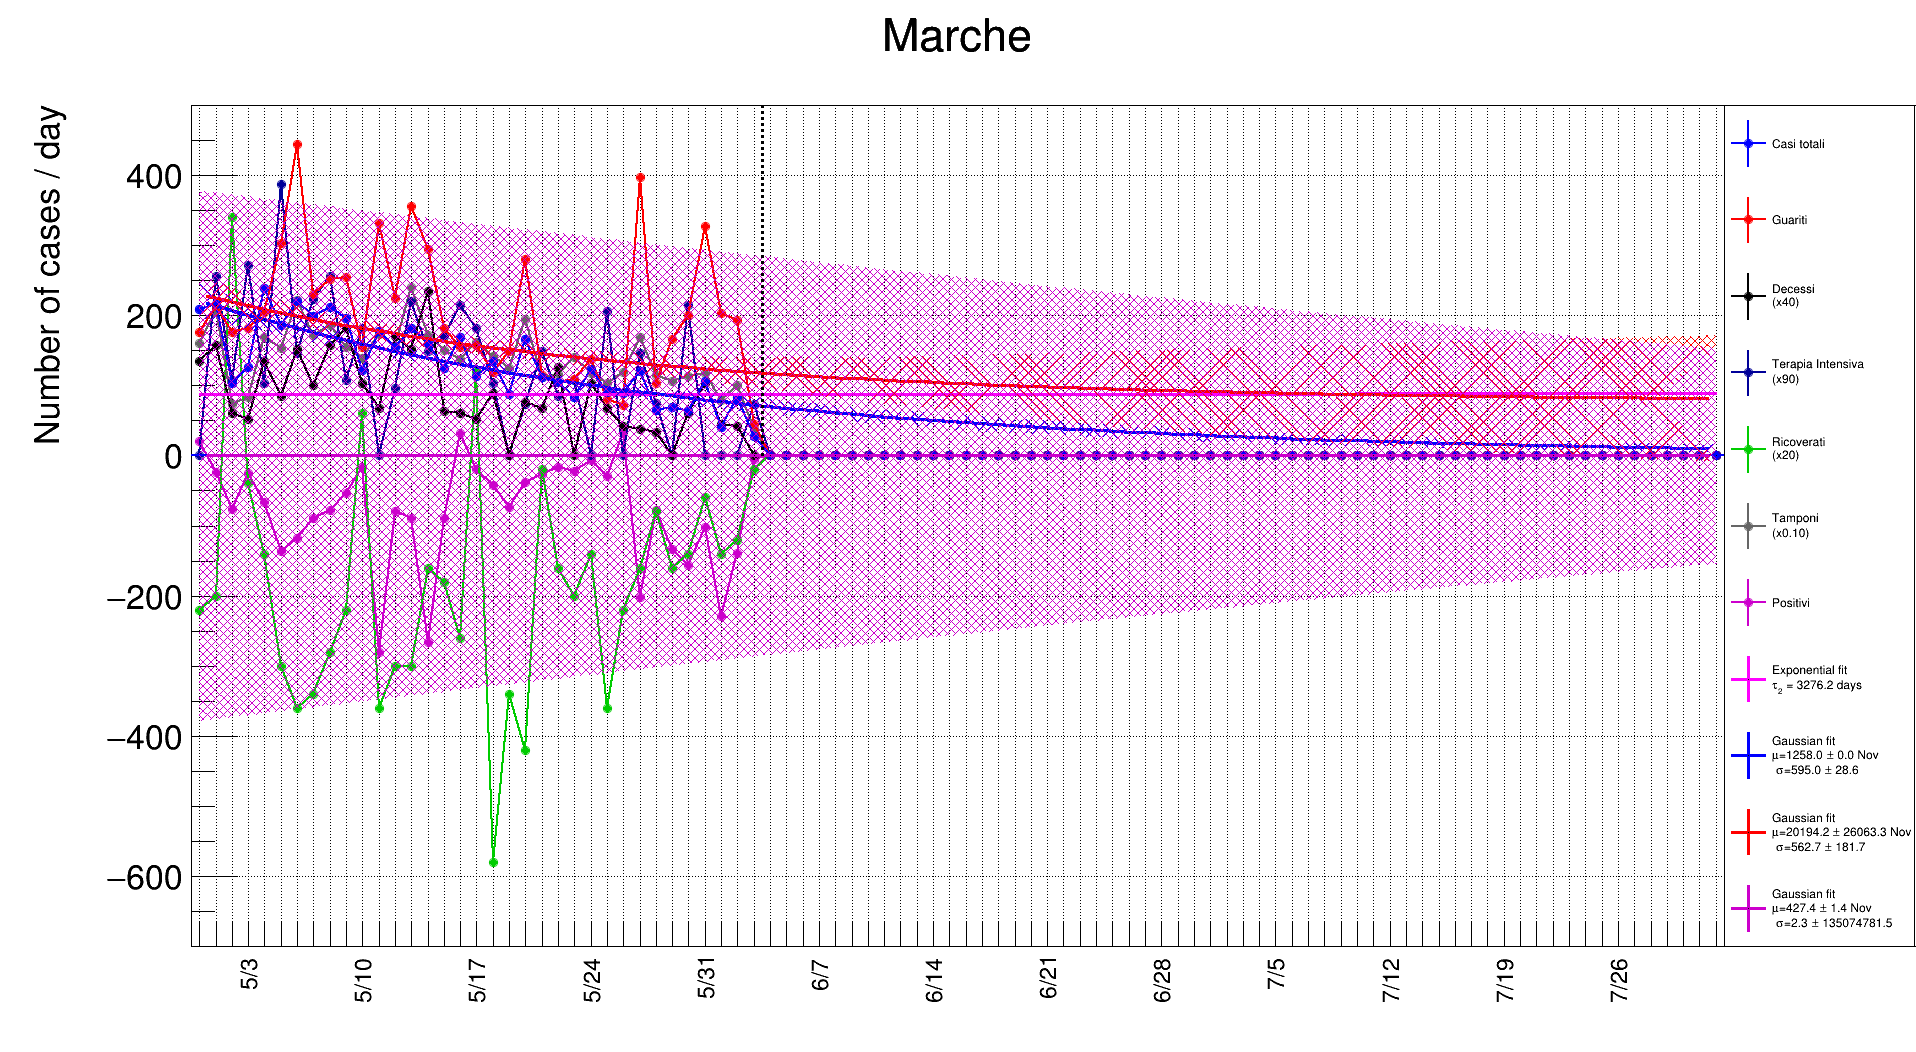 Marche
Number of cases / day
400
200
0
−200
−400
−600
5/3
5/10
5/17
5/24
5/31
6/7
6/14
6/21
6/28
7/5
7/12
7/19
7/26
Casi totali
Guariti
Decessi
(x40)
Terapia Intensiva
(x90)
Ricoverati
(x20)
Tamponi
(x0.10)
Positivi
Exponential fit
τ2 = 3276.2 days
Gaussian fit
μ=1258.0 ± 0.0 Nov
σ=595.0 ± 28.6
Gaussian fit
μ=20194.2 ± 26063.3 Nov
σ=562.7 ± 181.7
Gaussian fit
μ=427.4 ± 1.4 Nov
σ=2.3 ± 135074781.5